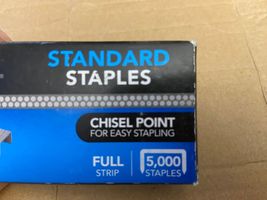 STANDARD
STAPLES
CHISEL POINT
FOR EASY STAPLING
FULL
STRIP
5,000
STAPLES